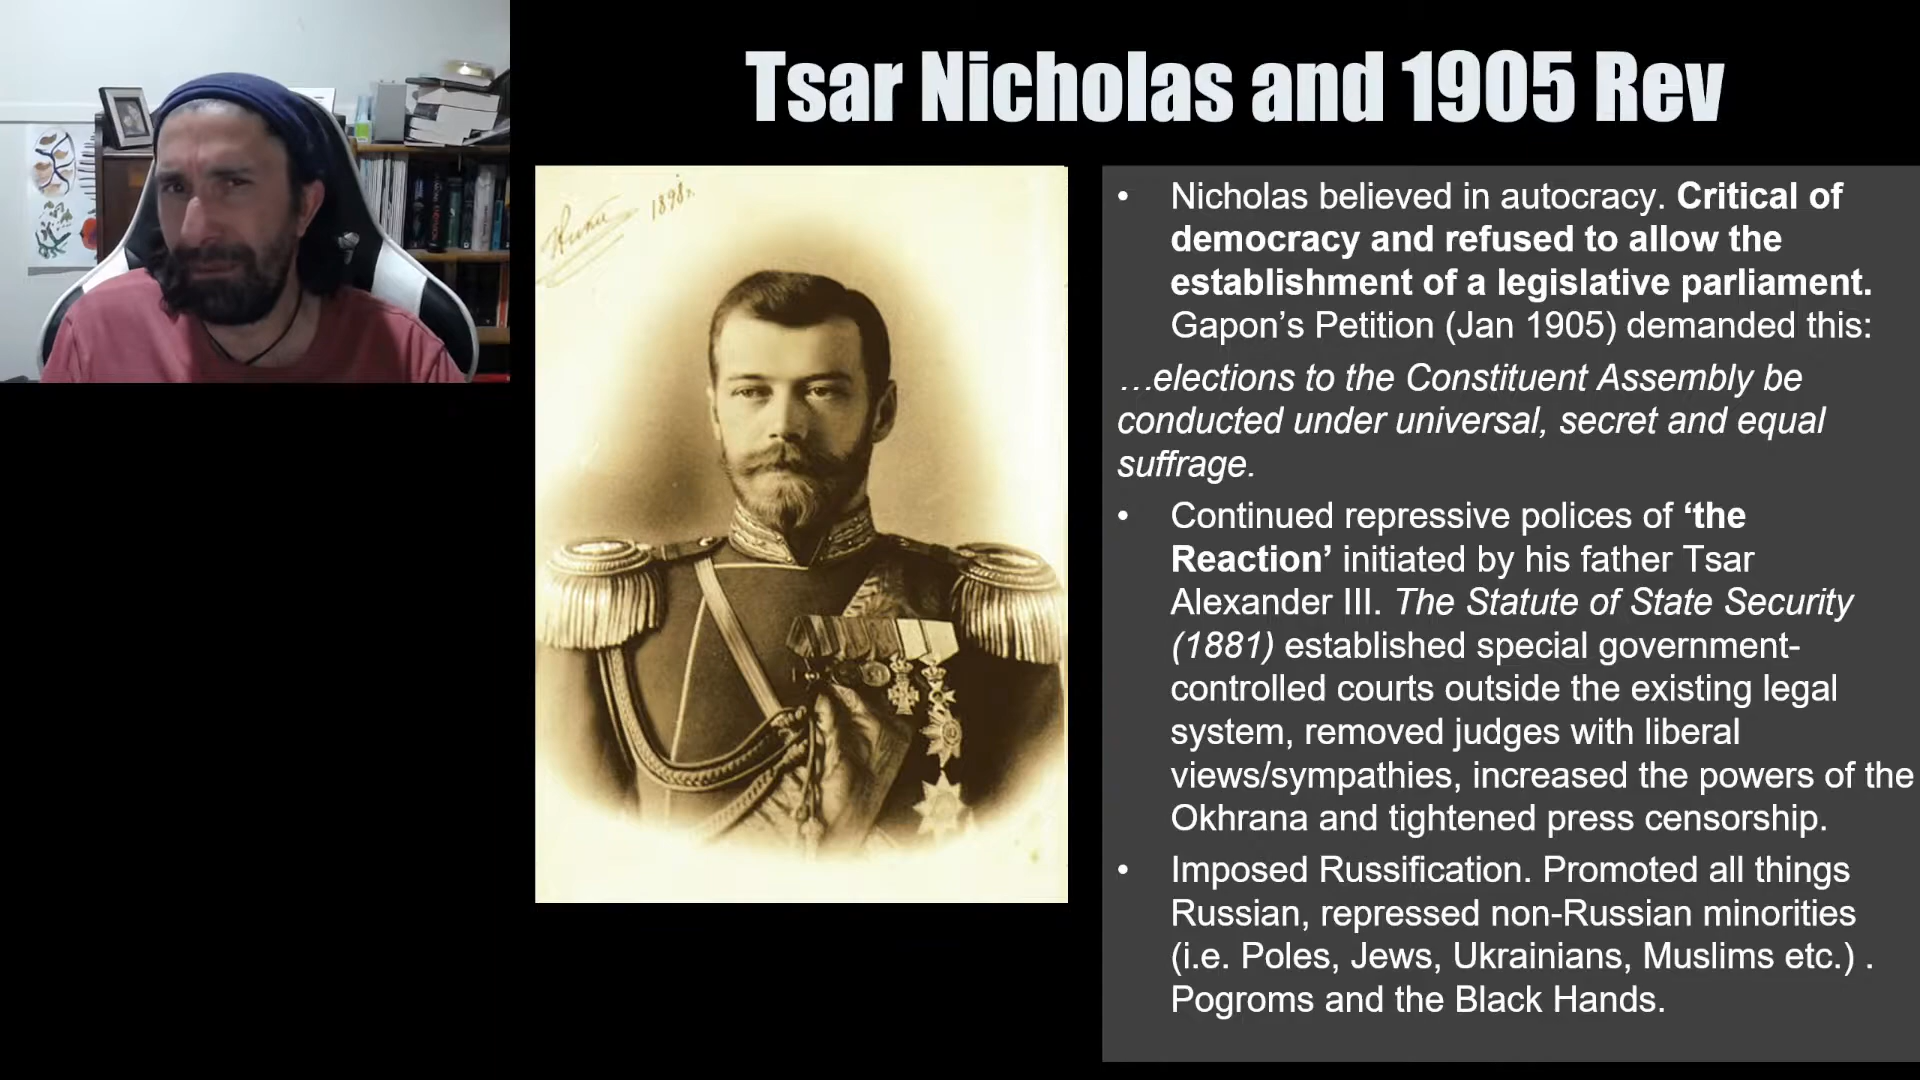 Tsar Nicholas and 1905 Rev
1898г.
• Nicholas believed in autocracy. Critical of
democracy and refused to allow the
establishment of a legislative parliament.
Gapon’s Petition (Jan 1905) demanded this:
…elections to the Constituent Assembly be
conducted under universal, secret and equal
suffrage.
• Continued repressive polices of ‘the
Reaction’ initiated by his father Tsar
Alexander III. The Statute of State Security
(1881) established special government-
controlled courts outside the existing legal
system, removed judges with liberal
views/sympathies, increased the powers of the
Okhrana and tightened press censorship.
• Imposed Russification. Promoted all things
Russian, repressed non-Russian minorities
(i.e. Poles, Jews, Ukrainians, Muslims etc.) .
Pogroms and the Black Hands.